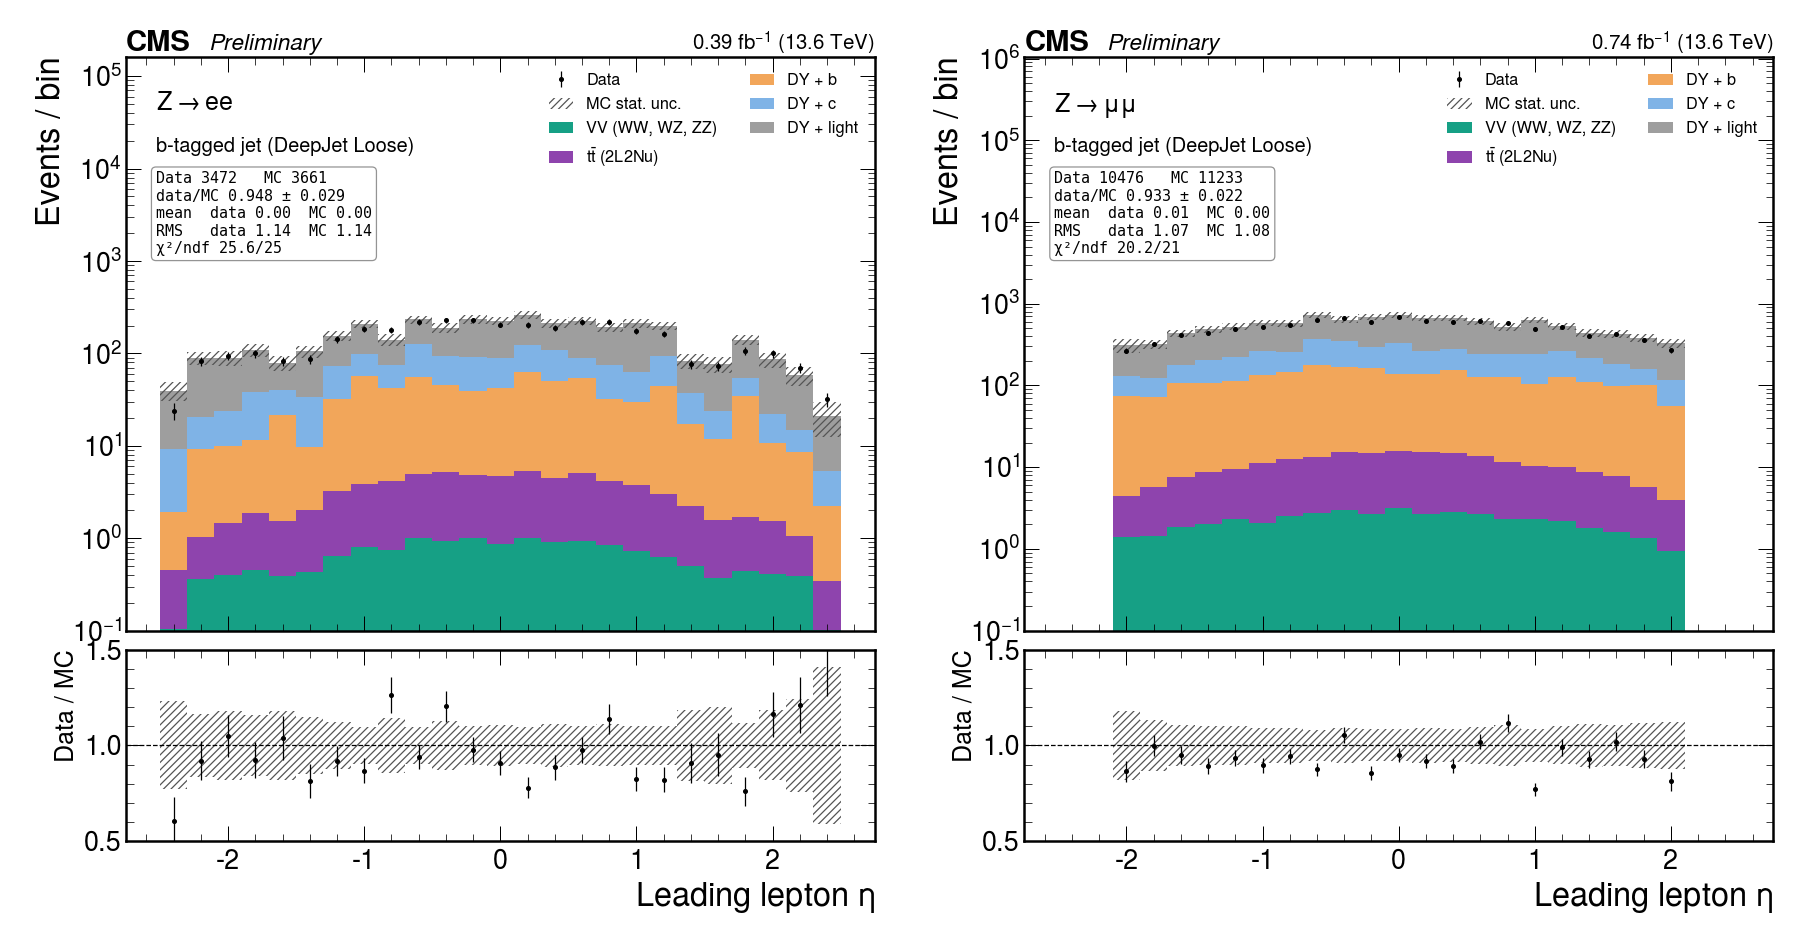 CMS Preliminary
0.39 fb⁻¹ (13.6 TeV)
Events / bin
10⁵
10⁴
10³
10²
10¹
10⁰
10⁻¹
Z → ee
b-tagged jet (DeepJet Loose)
Data 3472   MC 3661
data/MC 0.948 ± 0.029
mean  data 0.00  MC 0.00
RMS   data 1.14  MC 1.14
χ²/ndf 25.6/25
Data
MC stat. unc.
VV (WW, WZ, ZZ)
tt̄ (2L2Nu)
DY + b
DY + c
DY + light
Data / MC
1.5
1.0
0.5
-2 -1 0 1 2
Leading lepton η
CMS Preliminary
0.74 fb⁻¹ (13.6 TeV)
Events / bin
10⁶
10⁵
10⁴
10³
10²
10¹
10⁰
10⁻¹
Z → μμ
b-tagged jet (DeepJet Loose)
Data 10476   MC 11233
data/MC 0.933 ± 0.022
mean  data 0.01  MC 0.00
RMS   data 1.07  MC 1.08
χ²/ndf 20.2/21
Data
MC stat. unc.
VV (WW, WZ, ZZ)
tt̄ (2L2Nu)
DY + b
DY + c
DY + light
Data / MC
1.5
1.0
0.5
-2 -1 0 1 2
Leading lepton η